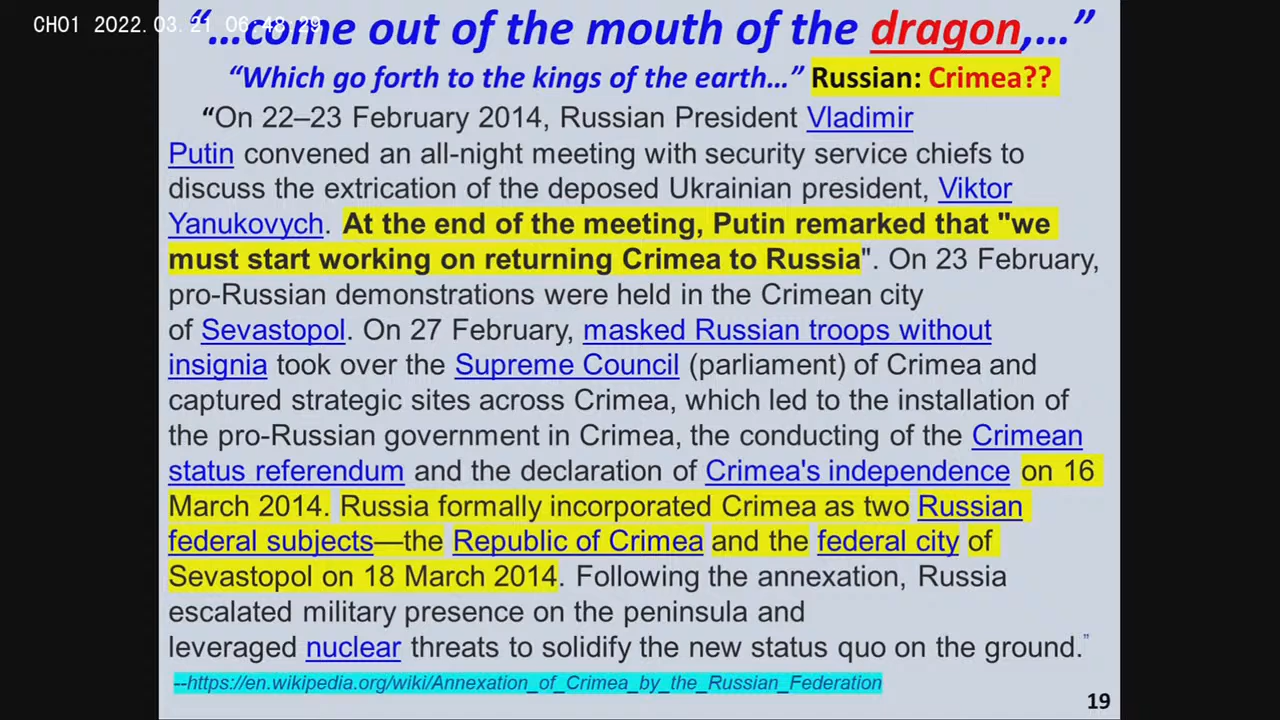 CH01 2022.03.21 06:48:29
“…come out of the mouth of the dragon,…”
“Which go forth to the kings of the earth…” Russian: Crimea??
“On 22–23 February 2014, Russian President Vladimir
Putin convened an all-night meeting with security service chiefs to
discuss the extrication of the deposed Ukrainian president, Viktor
Yanukovych. At the end of the meeting, Putin remarked that "we
must start working on returning Crimea to Russia". On 23 February,
pro-Russian demonstrations were held in the Crimean city
of Sevastopol. On 27 February, masked Russian troops without
insignia took over the Supreme Council (parliament) of Crimea and
captured strategic sites across Crimea, which led to the installation of
the pro-Russian government in Crimea, the conducting of the Crimean
status referendum and the declaration of Crimea's independence on 16
March 2014. Russia formally incorporated Crimea as two Russian
federal subjects—the Republic of Crimea and the federal city of
Sevastopol on 18 March 2014. Following the annexation, Russia
escalated military presence on the peninsula and
leveraged nuclear threats to solidify the new status quo on the ground.”
--https://en.wikipedia.org/wiki/Annexation_of_Crimea_by_the_Russian_Federation
19